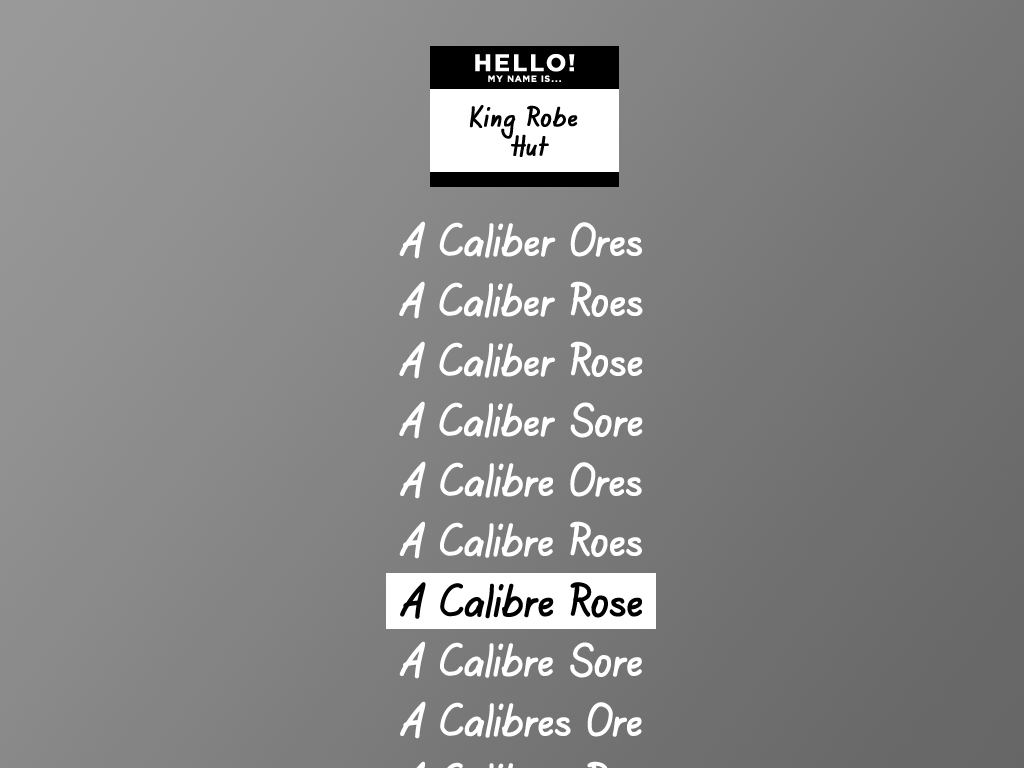 HELLO!
MY NAME IS...
King Robe
Hut
A Caliber Ores
A Caliber Roes
A Caliber Rose
A Caliber Sore
A Calibre Ores
A Calibre Roes
A Calibre Rose
A Calibre Sore
A Calibres Ore